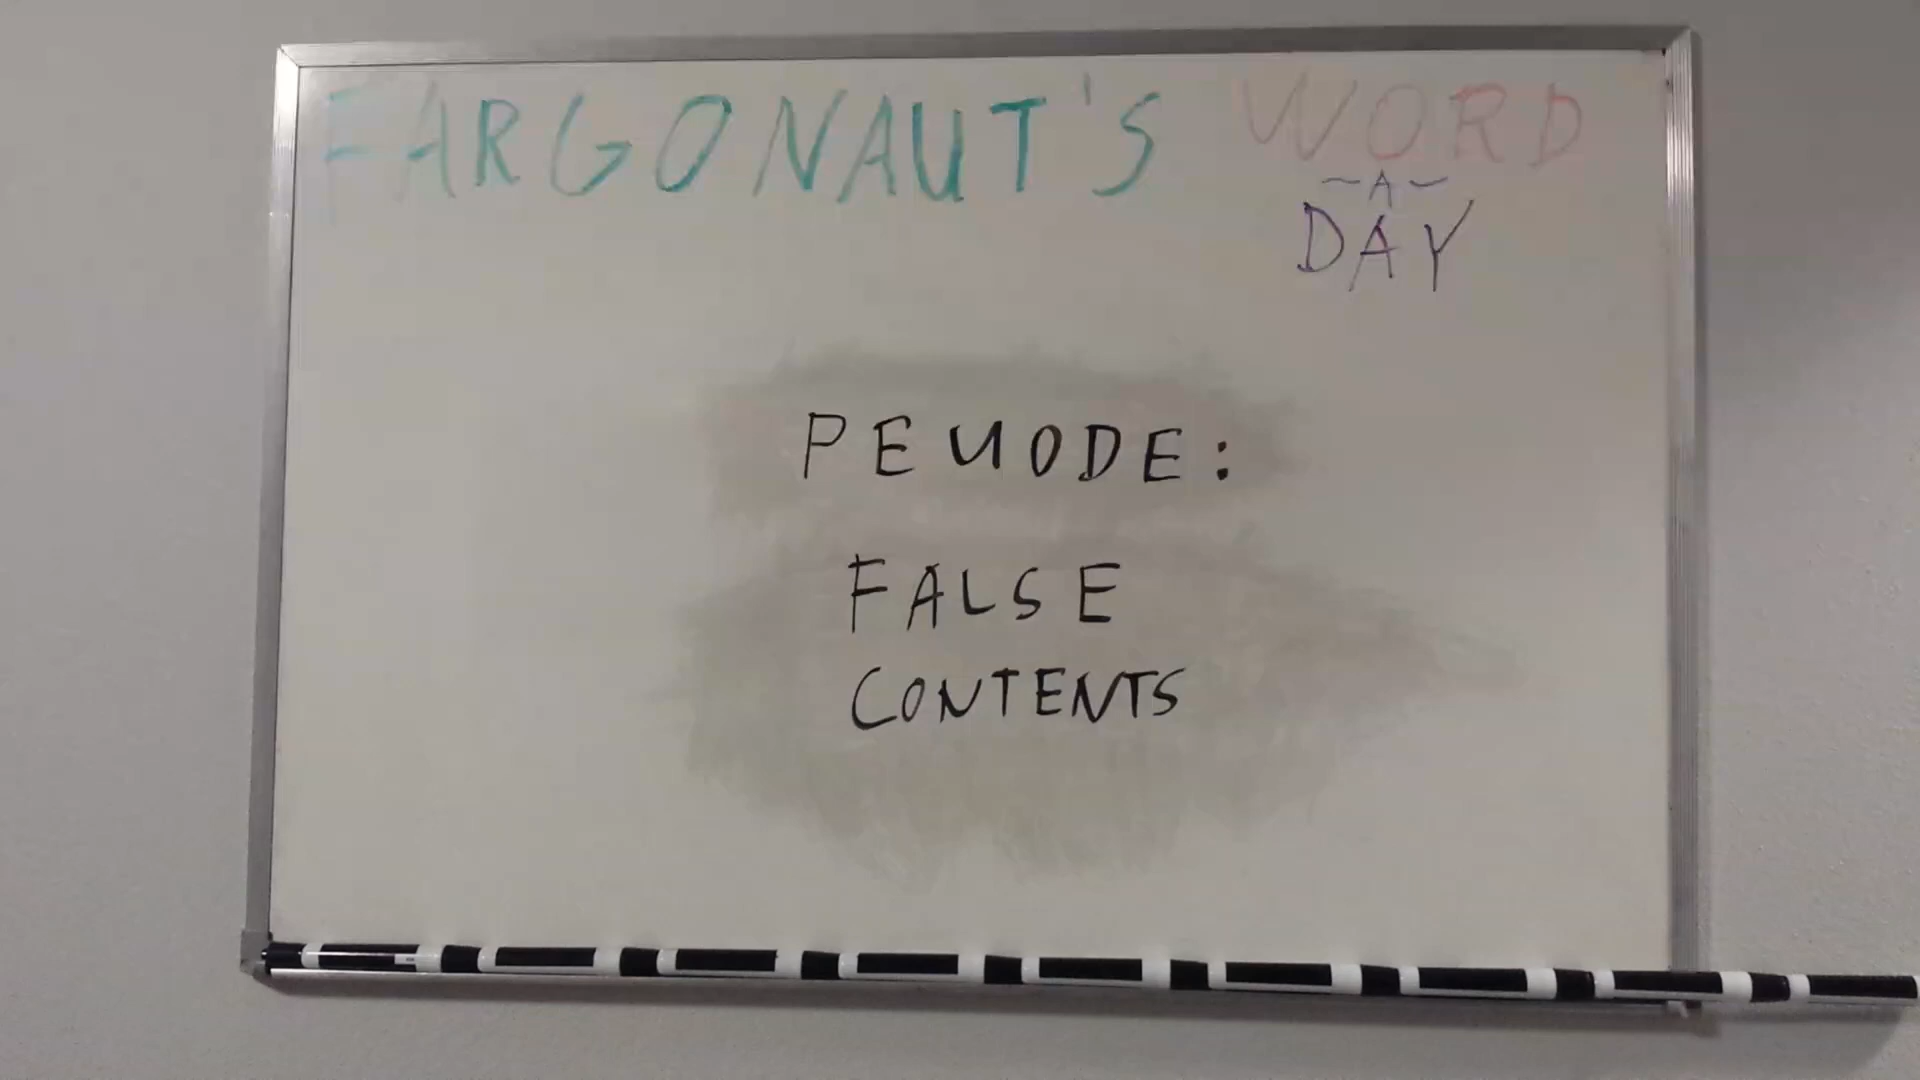 FARGONAUT'S WORD
-A-
DAY
PEUODE:
FALSE
CONTENTS